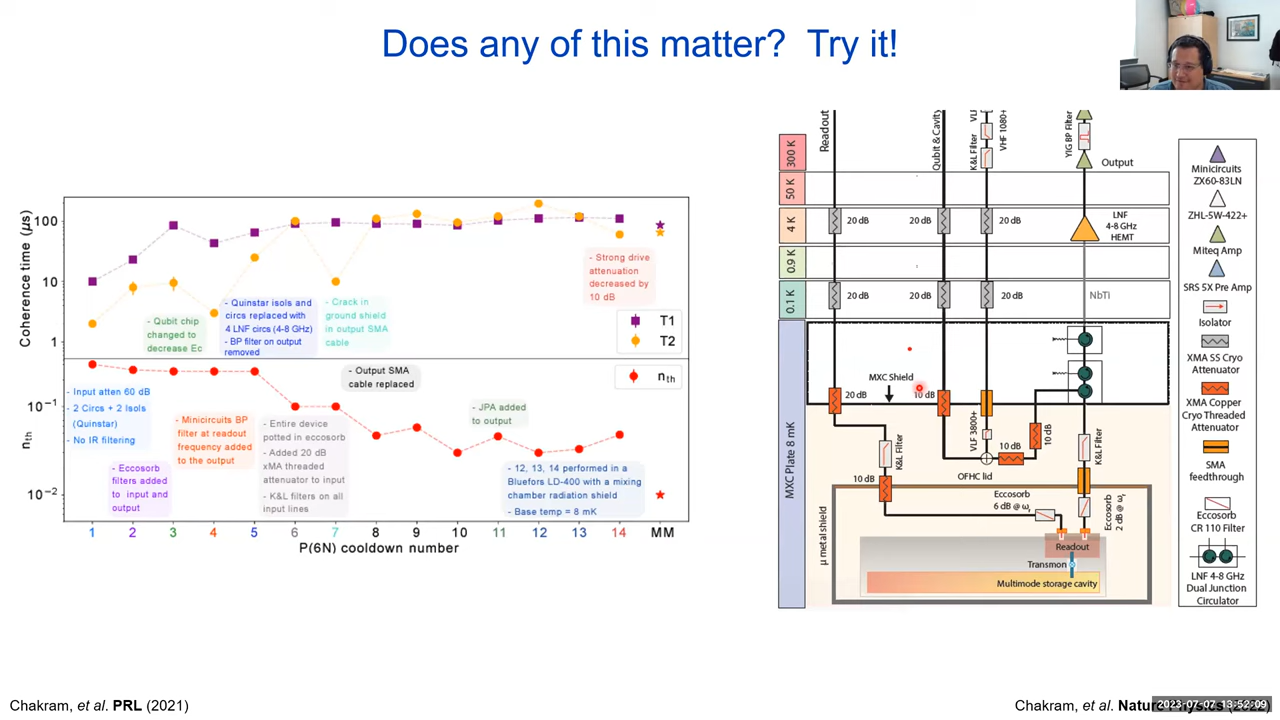 Does any of this matter? Try it!
Coherence time (μs)
100
10
1
- Qubit chip
changed to
decrease Ec
- Quinstar isols and
circs replaced with
4 LNF circs (4-8 GHz)
- BP filter on output
removed
- Crack in
ground shield
in output SMA
cable
- Strong drive
attenuation
decreased by
10 dB
T1
T2
nth
10⁻¹
10⁻²
nth
- Input atten 60 dB
- 2 Circs + 2 Isols
(Quinstar)
- No IR filtering
- Eccosorb
filters added
to input and
output
- Minicircuits BP
filter at readout
frequency added
to the output
- Entire device
potted in eccosorb
- Added 20 dB
xMA threaded
attenuator to input
- K&L filters on all
input lines
- Output SMA
cable replaced
- JPA added
to output
- 12, 13, 14 performed in a
Bluefors LD-400 with a mixing
chamber radiation shield
- Base temp = 8 mK
1 2 3 4 5 6 7 8 9 10 11 12 13 14 MM
P(6N) cooldown number
300 K
50 K
4 K
0.9 K
0.1 K
MXC Plate 8 mK
Readout
Qubit & Cavity
K&L Filter
VHF 1080+
YIG BP Filter
Output
20 dB
20 dB
20 dB
LNF
4-8 GHz
HEMT
20 dB
20 dB
20 dB
NbTi
MXC Shield
20 dB
10 dB
VLF 3800+
10 dB
10 dB
K&L Filter
K&L Filter
10 dB
OFHC lid
μ metal shield
Eccosorb
6 dB @ ωr
Eccosorb
2 dB @ ωr
Readout
Transmon
Multimode storage cavity
Minicircuits
ZX60-83LN
ZHL-5W-422+
Miteq Amp
SRS SX Pre Amp
Isolator
XMA SS Cryo
Attenuator
XMA Copper
Cryo Threaded
Attenuator
SMA
feedthrough
Eccosorb
CR 110 Filter
LNF 4-8 GHz
Dual Junction
Circulator
Chakram, et al. PRL (2021)
Chakram, et al.
2023-07-07 13:52:09